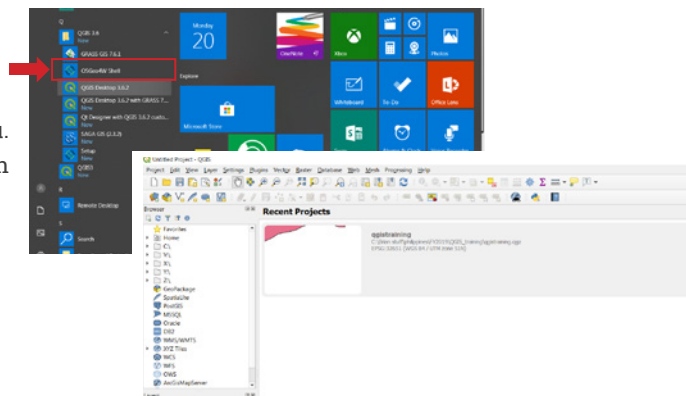 Q
QGIS 3.6
New
GRASS GIS 7.6.1
OSGeo4W Shell
QGIS Desktop 3.6.2
QGIS Desktop 3.6.2 with GRASS 7...
New
Qt Designer with QGIS 3.6.2 custo...
New
SAGA GIS (2.3.2)
Setup
New
New
R
Remote Desktop
S
Search
Monday
20
Explore
Microsoft Store
OneNote
Xbox
Photos
Whiteboard
To-Do
Office Lens
u.
n
Untitled Project - QGIS
Project Edit View Layer Settings Plugins Vector Raster Database Web Mesh Processing Help
Browser
Favorites
Home
C:\
V:\
X:\
Y:\
Z:\
GeoPackage
SpatiaLite
PostGIS
MSSQL
Oracle
DB2
WMS/WMTS
XYZ Tiles
WCS
WFS
OWS
ArcGisMapServer
Layers
Recent Projects
qgistraining